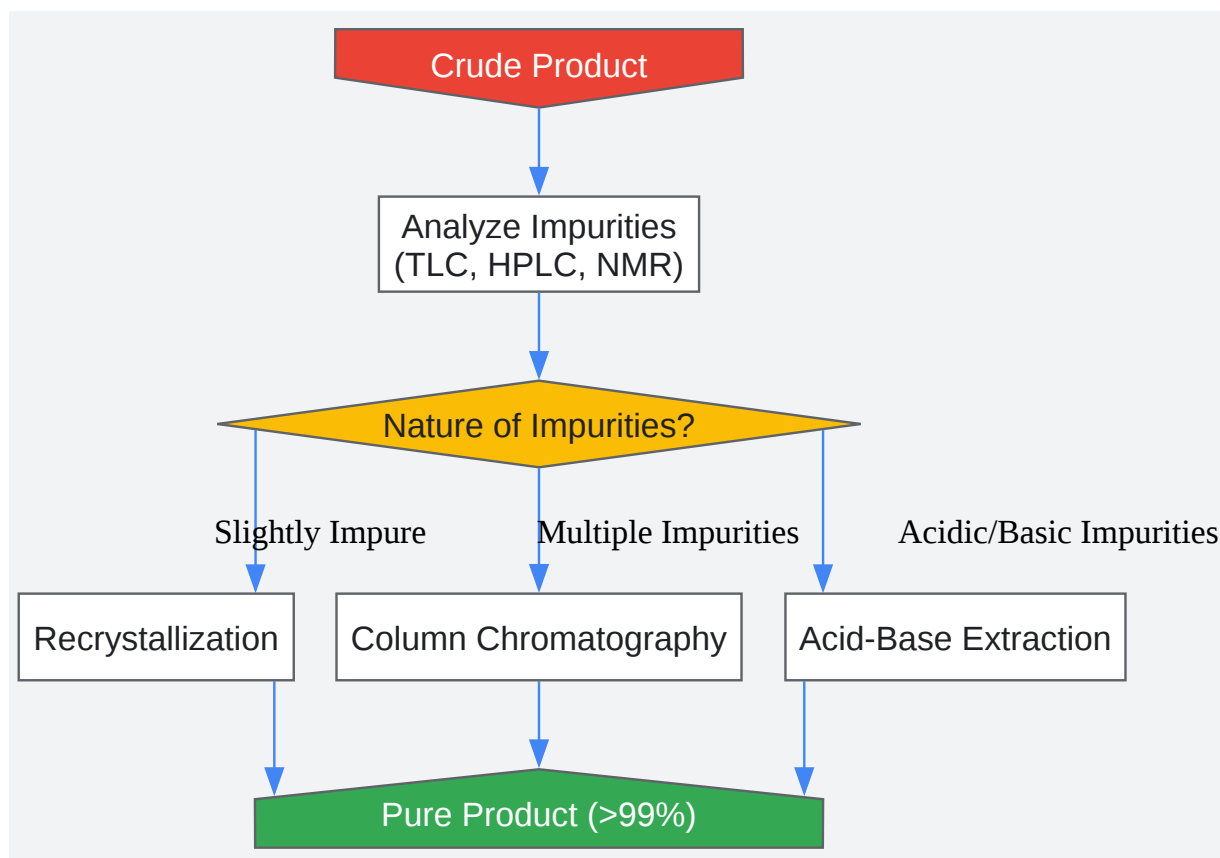 Crude Product
Analyze Impurities
(TLC, HPLC, NMR)
Nature of Impurities?
Slightly Impure
Multiple Impurities
Acidic/Basic Impurities
Recrystallization
Column Chromatography
Acid-Base Extraction
Pure Product (>99%)